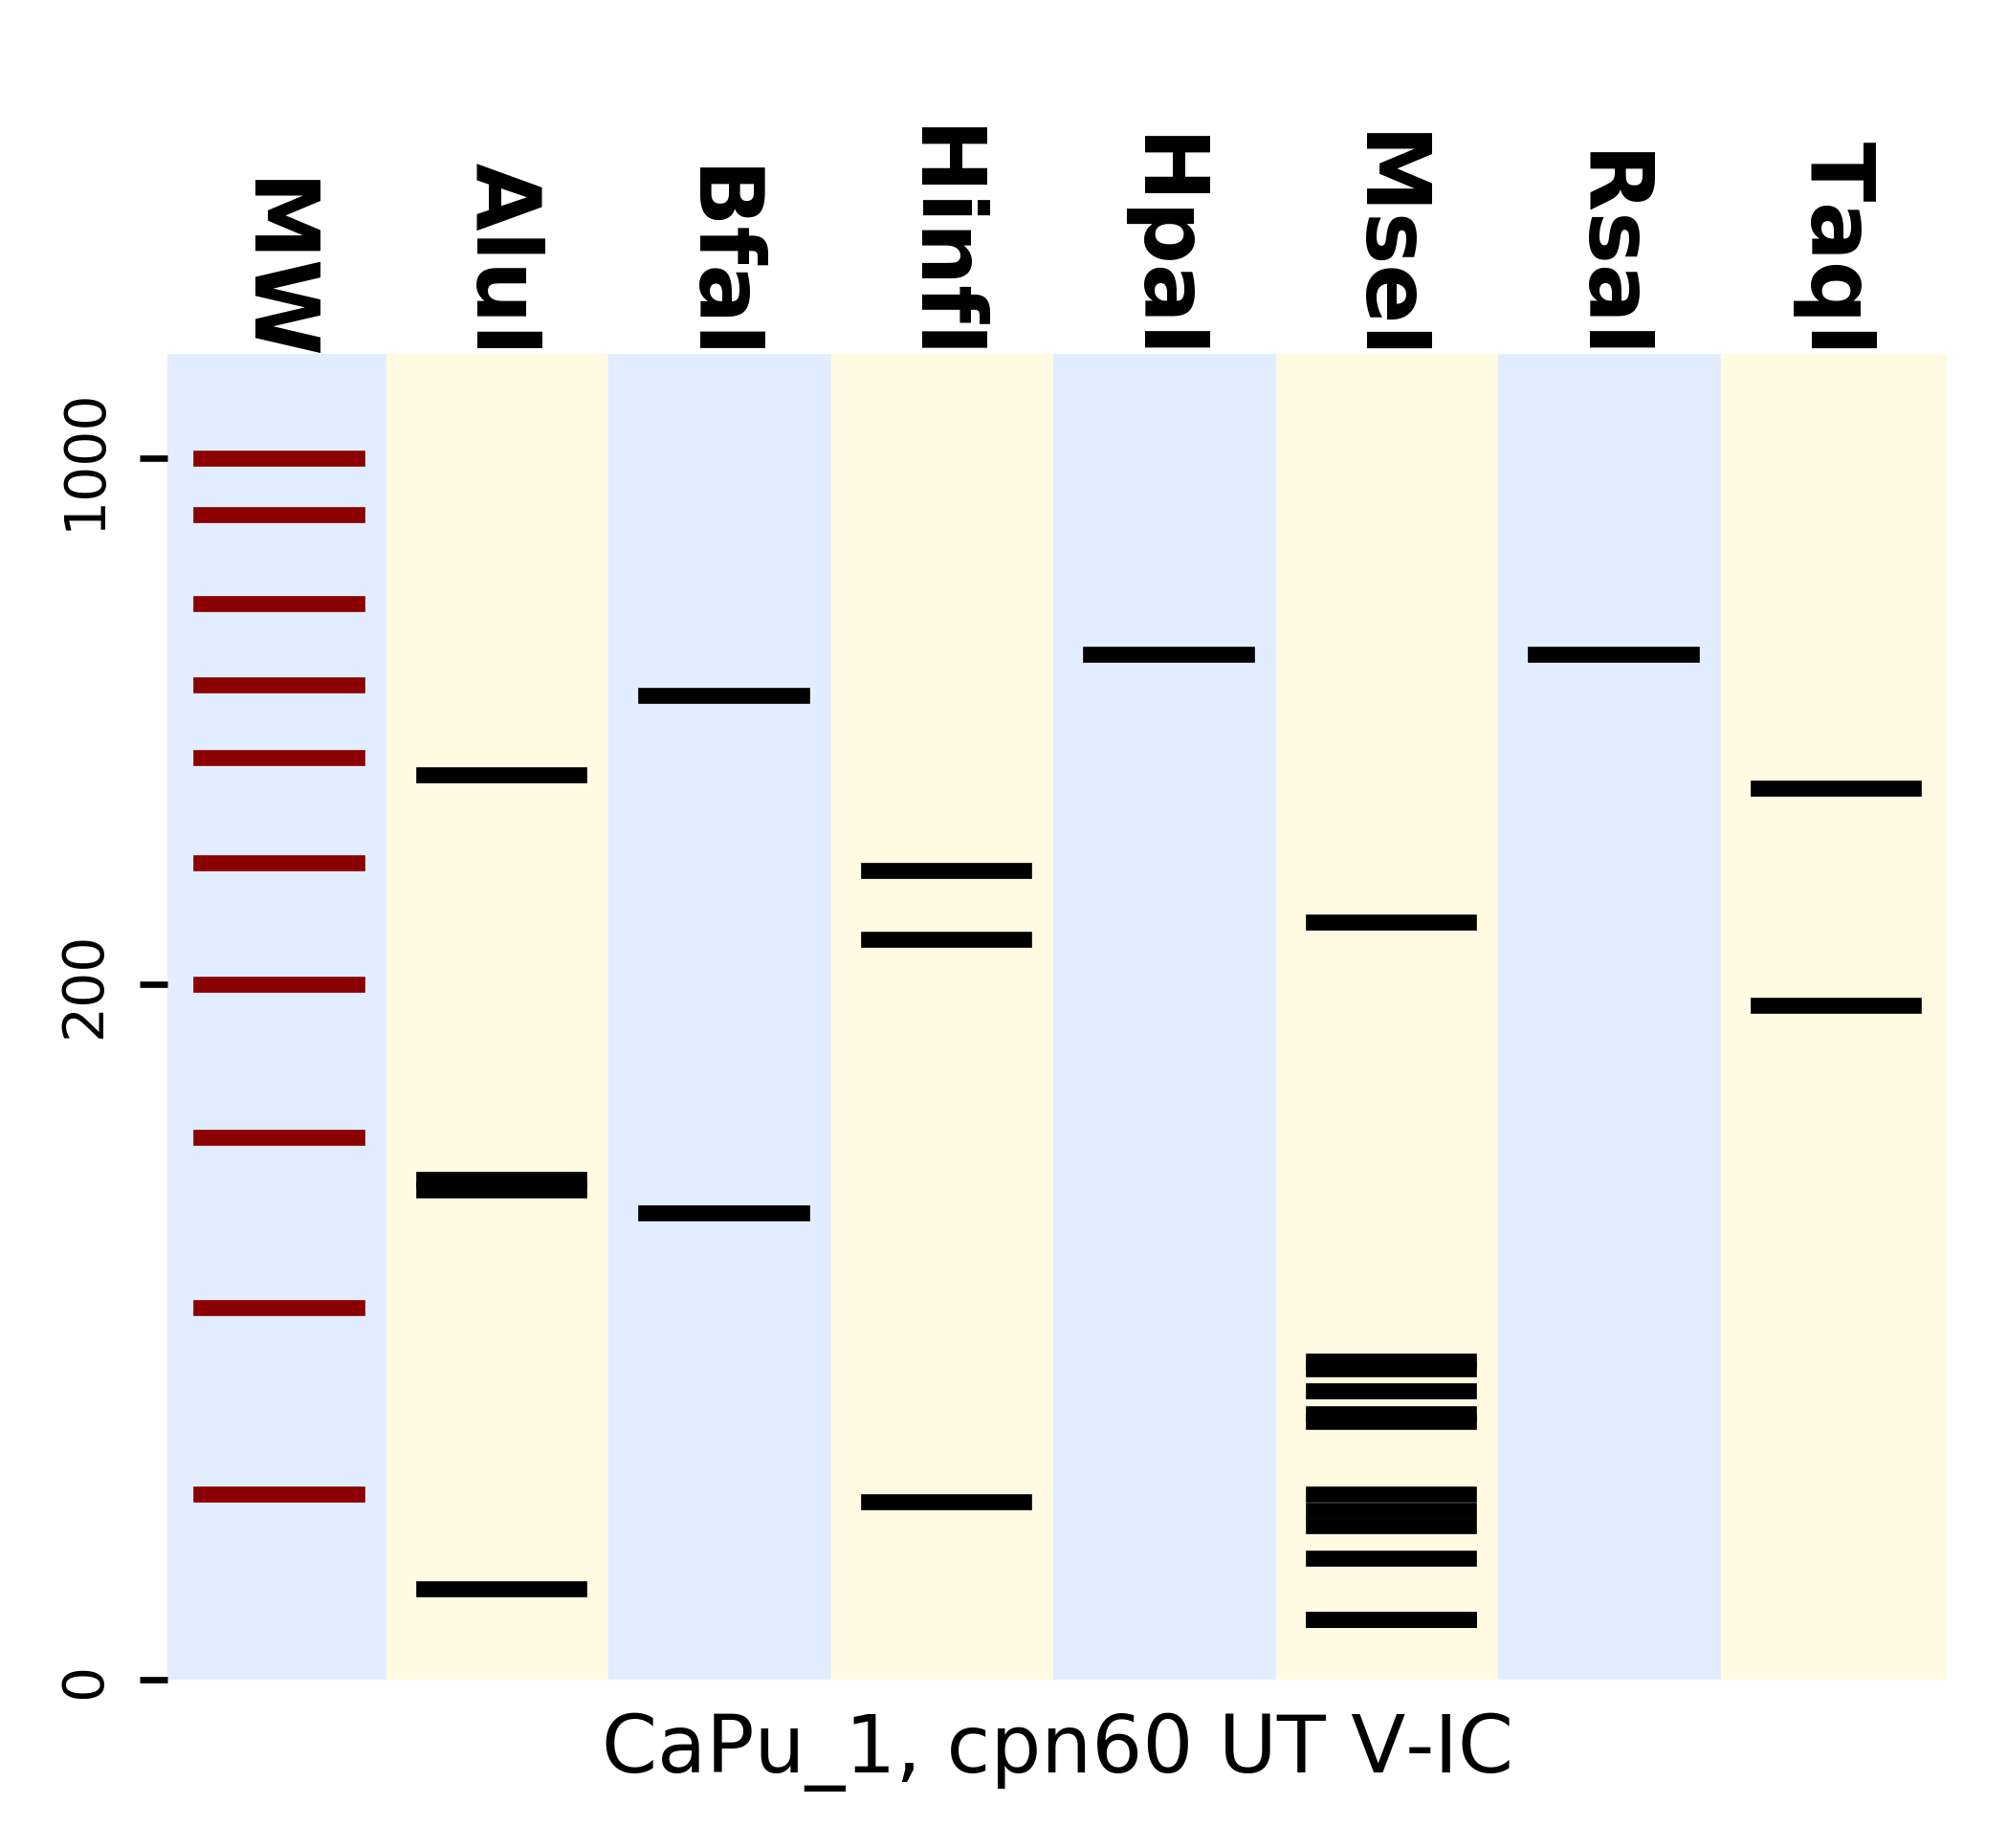 MW
AluI
BfaI
HinfI
HpaI
MseI
RsaI
TaqI
1000
200
0
CaPu_1, cpn60 UT V-IC